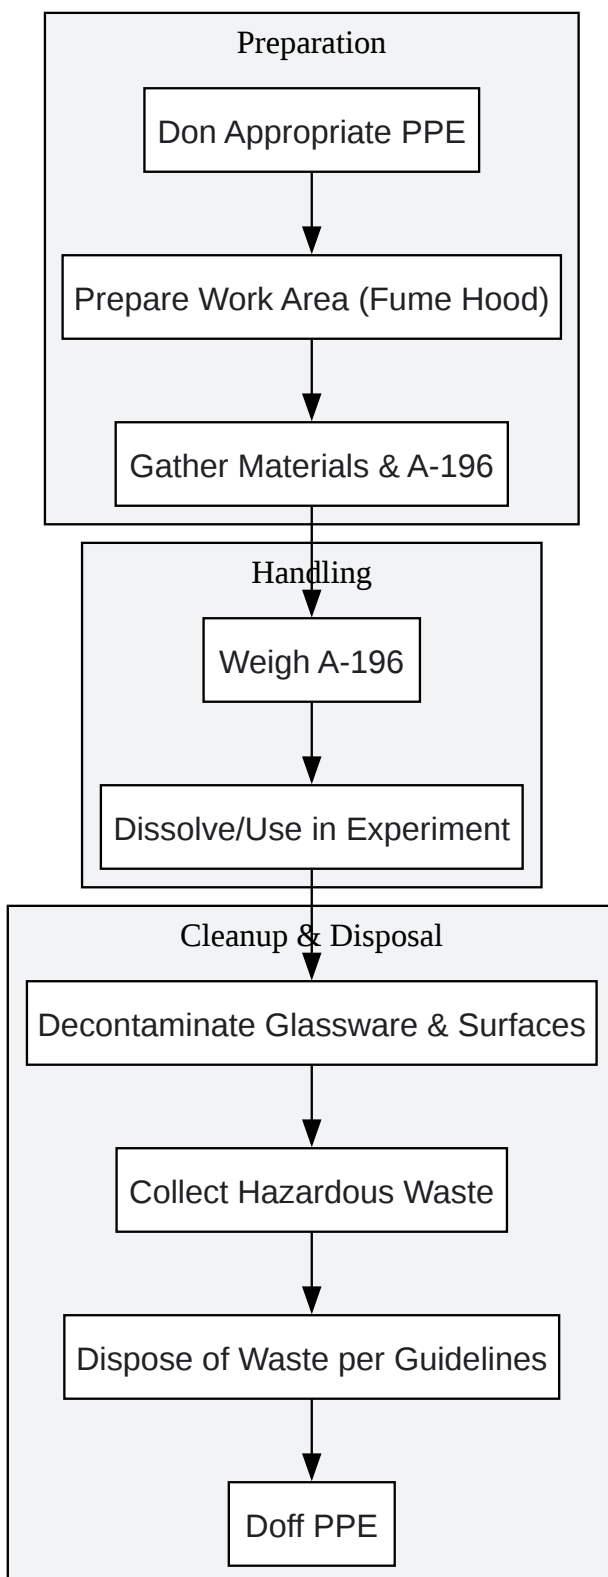 Preparation
Don Appropriate PPE
Prepare Work Area (Fume Hood)
Gather Materials & A-196
Handling
Weigh A-196
Dissolve/Use in Experiment
Cleanup & Disposal
Decontaminate Glassware & Surfaces
Collect Hazardous Waste
Dispose of Waste per Guidelines
Doff PPE